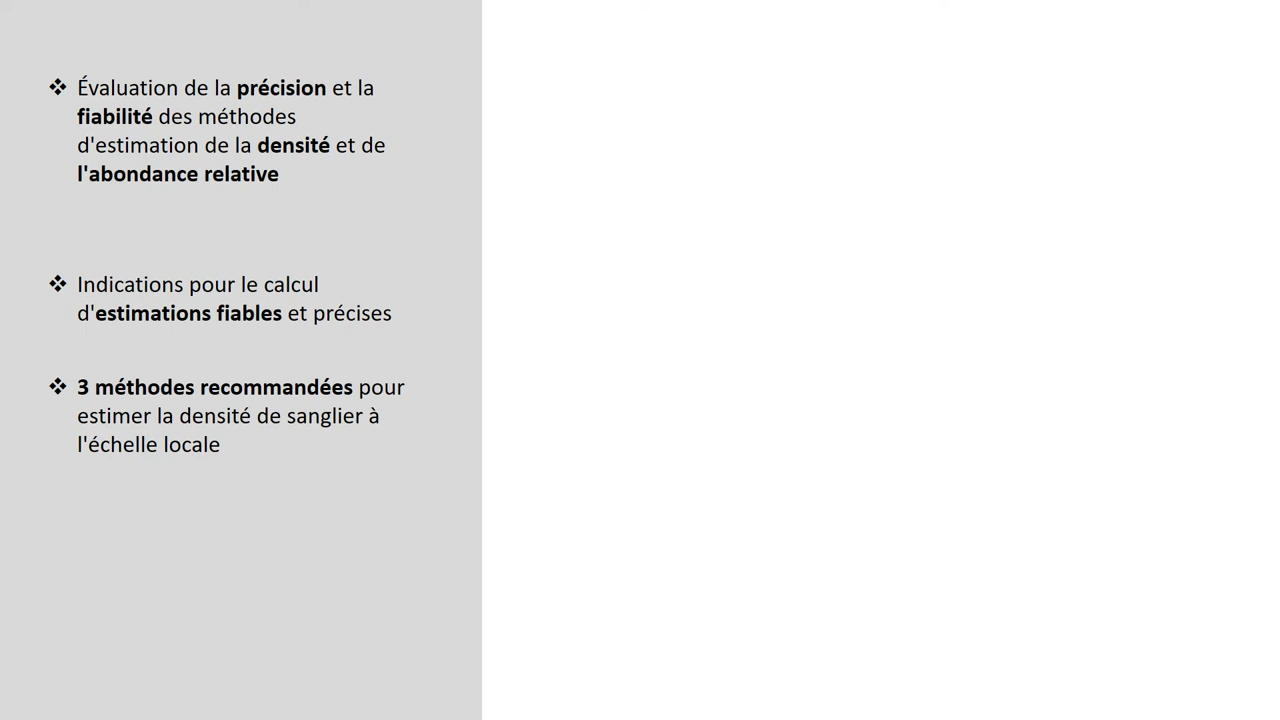 ❖ Évaluation de la précision et la
fiabilité des méthodes
d'estimation de la densité et de
l'abondance relative
❖ Indications pour le calcul
d'estimations fiables et précises
❖ 3 méthodes recommandées pour
estimer la densité de sanglier à
l'échelle locale